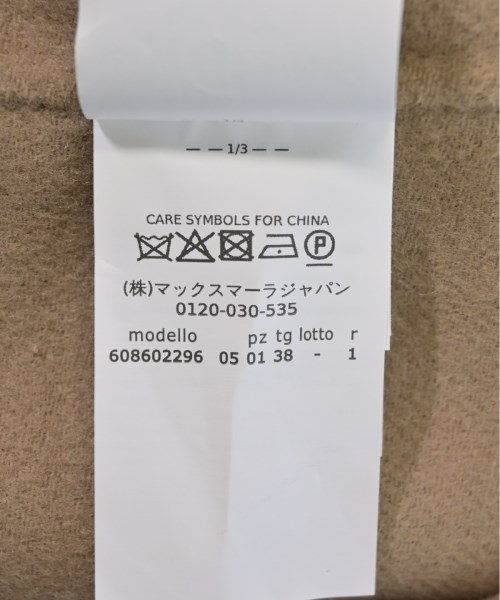 — — 1/3 — —
CARE SYMBOLS FOR CHINA
P
(株)マックスマーラジャパン
0120-030-535
modello pz tg lotto r
608602296 05 01 38 - 1